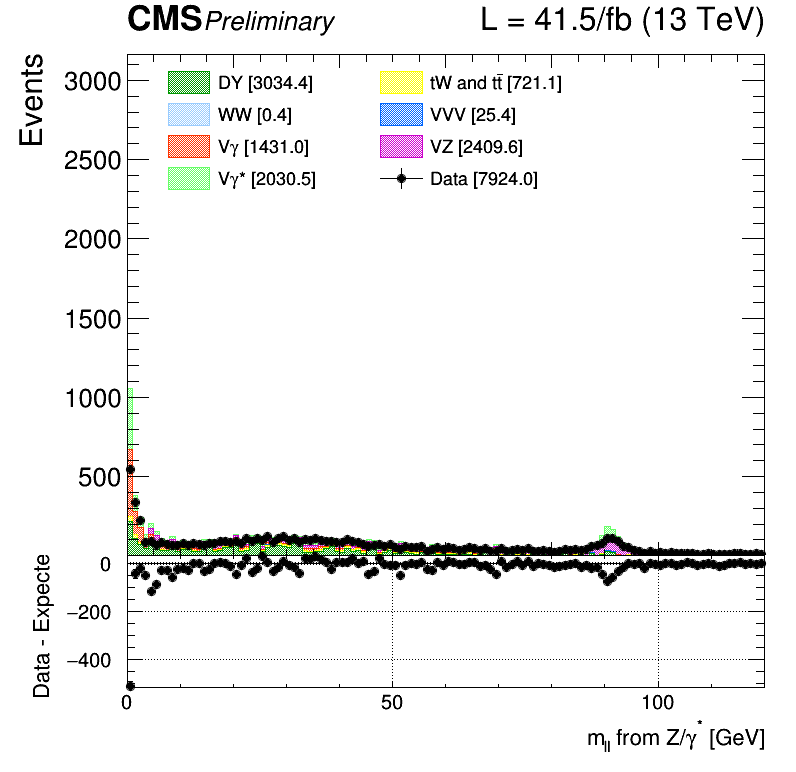 CMS Preliminary L = 41.5/fb (13 TeV)
Events
3000
2500
2000
1500
1000
500
DY [3034.4]
WW [0.4]
Vγ [1431.0]
Vγ* [2030.5]
tW and tt̄ [721.1]
VVV [25.4]
VZ [2409.6]
Data [7924.0]
Data - Expecte
0
−200
−400
0 50 100
m_ll from Z/γ* [GeV]